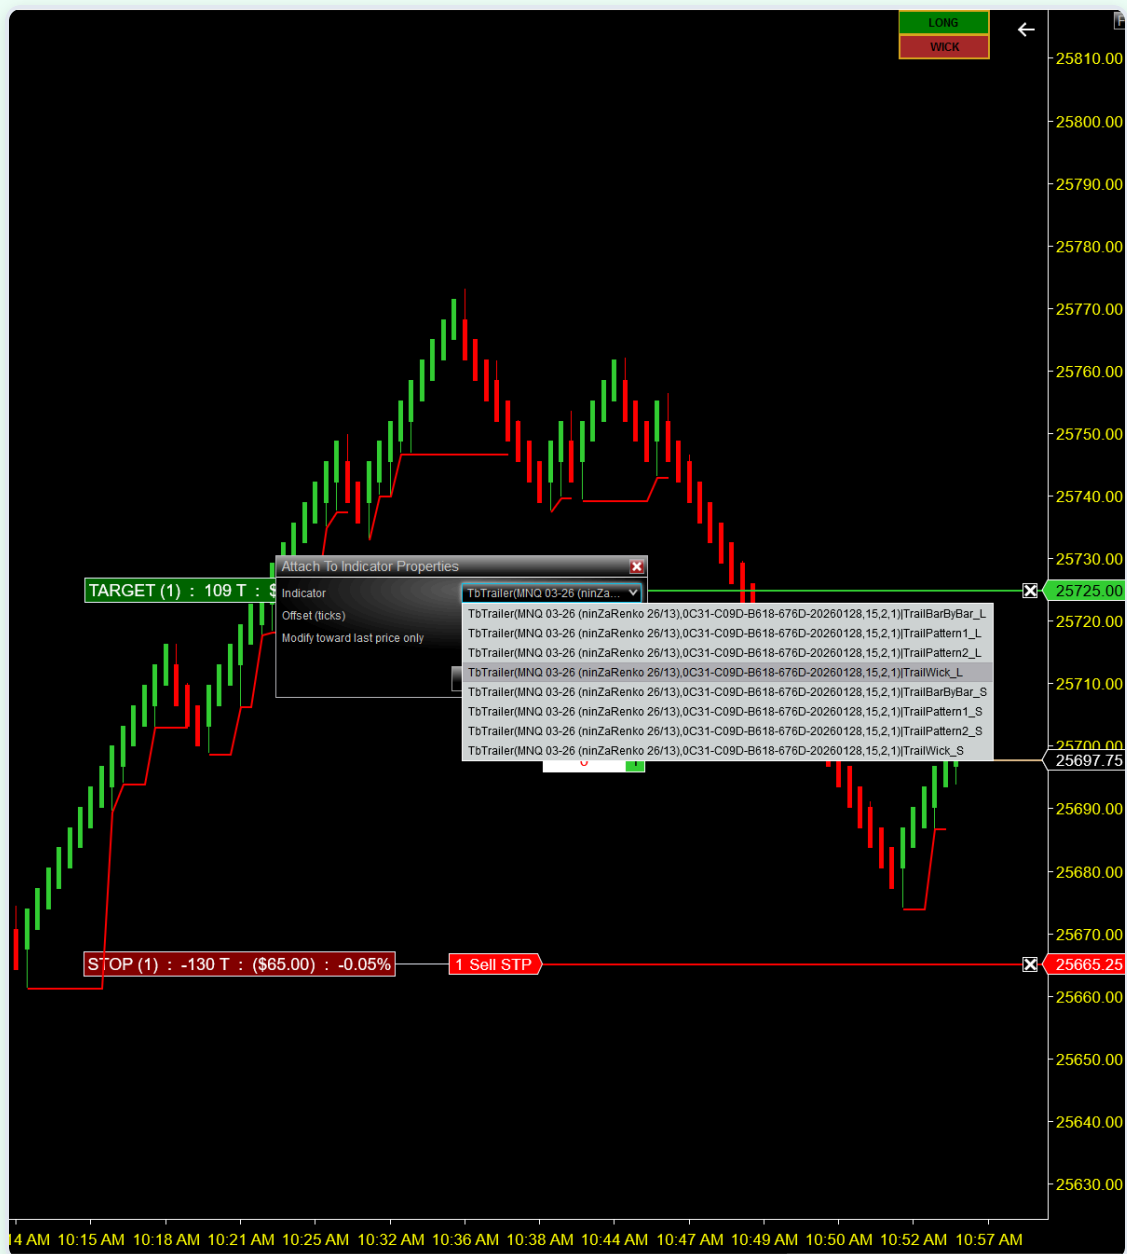 LONG
WICK
F
25810.00
25800.00
25790.00
25780.00
25770.00
25760.00
25750.00
25740.00
25730.00
Attach To Indicator Properties
TARGET (1) : 109 T : $
Indicator
TbTrailer(MNQ 03-26 (ninZa...
25725.00
Offset (ticks)
TbTrailer(MNQ 03-26 (ninZaRenko 26/13),0C31-C09D-B618-676D-20260128,15,2,1)|TrailBarByBar_L
25720.00
Modify toward last price only
TbTrailer(MNQ 03-26 (ninZaRenko 26/13),0C31-C09D-B618-676D-20260128,15,2,1)|TrailPattern1_L
TbTrailer(MNQ 03-26 (ninZaRenko 26/13),0C31-C09D-B618-676D-20260128,15,2,1)|TrailPattern2_L
TbTrailer(MNQ 03-26 (ninZaRenko 26/13),0C31-C09D-B618-676D-20260128,15,2,1)|TrailWick_L
25710.00
TbTrailer(MNQ 03-26 (ninZaRenko 26/13),0C31-C09D-B618-676D-20260128,15,2,1)|TrailBarByBar_S
TbTrailer(MNQ 03-26 (ninZaRenko 26/13),0C31-C09D-B618-676D-20260128,15,2,1)|TrailPattern1_S
TbTrailer(MNQ 03-26 (ninZaRenko 26/13),0C31-C09D-B618-676D-20260128,15,2,1)|TrailPattern2_S
25700.00
TbTrailer(MNQ 03-26 (ninZaRenko 26/13),0C31-C09D-B618-676D-20260128,15,2,1)|TrailWick_S
25697.75
25690.00
25680.00
25670.00
STOP (1) : -130 T : ($65.00) : -0.05%
1 Sell STP
25665.25
25660.00
25650.00
25640.00
25630.00
14 AM 10:15 AM 10:18 AM 10:21 AM 10:25 AM 10:32 AM 10:36 AM 10:38 AM 10:44 AM 10:47 AM 10:49 AM 10:50 AM 10:52 AM 10:57 AM